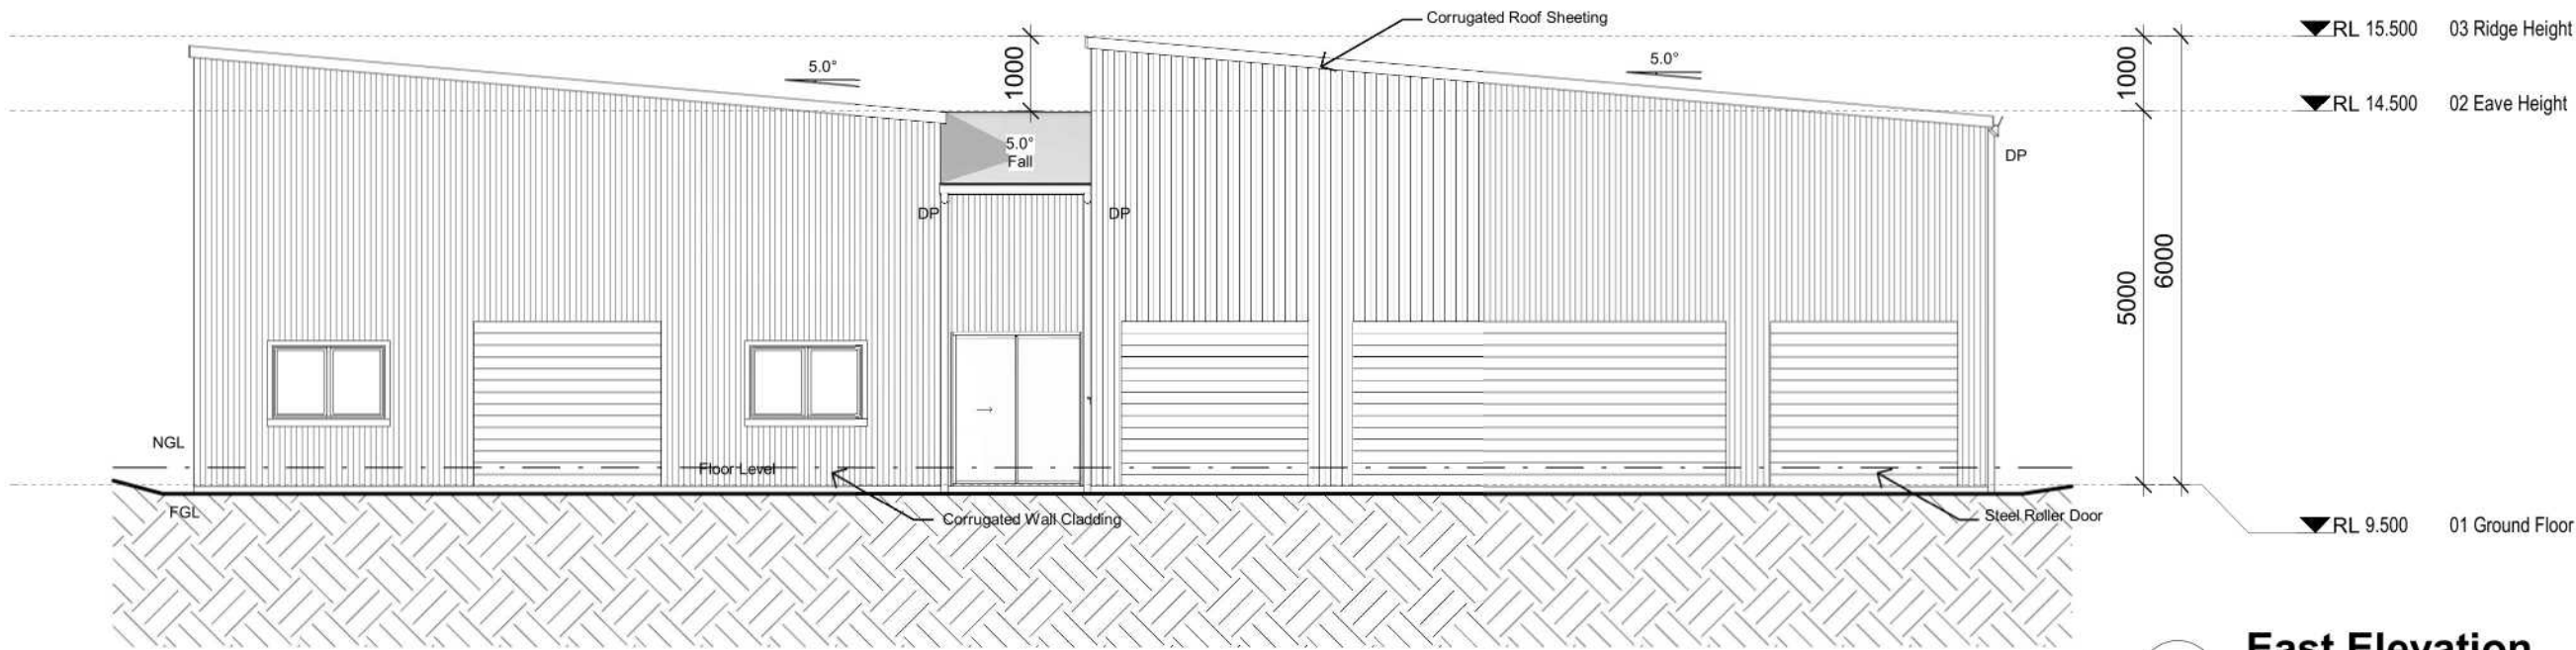 Corrugated Roof Sheeting
RL 15.500 03 Ridge Height
5.0°
1000
5.0°
1000
RL 14.500 02 Eave Height
5.0°
Fall
DP
DP
DP
6000
5000
NGL
Floor Level
FGL
Corrugated Wall Cladding
Steel Roller Door
RL 9.500 01 Ground Floor
East Elevation